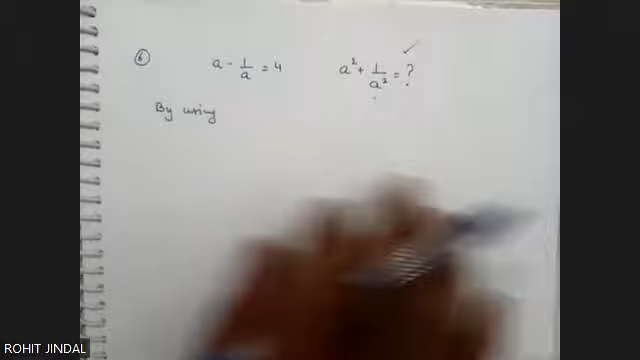 6 a - 1/a = 4 a² + 1/a² = ?
By using
ROHIT JINDAL